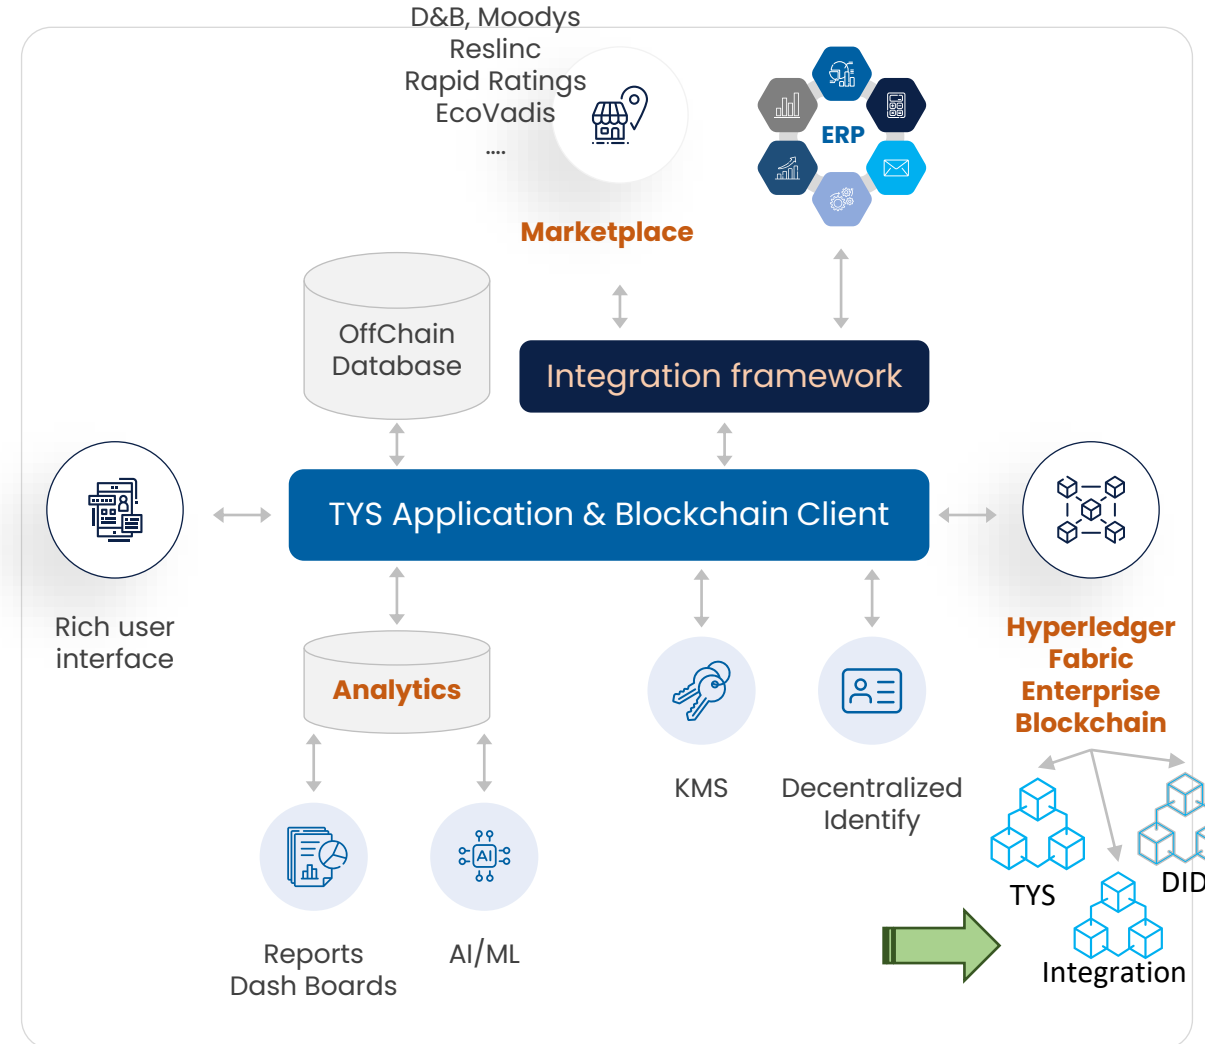 D&B, Moodys
Reslinc
Rapid Ratings
EcoVadis
....
ERP
Marketplace
OffChain
Database
Integration framework
TYS Application & Blockchain Client
Rich user
interface
Hyperledger
Fabric
Enterprise
Blockchain
Analytics
KMS
Decentralized
Identify
TYS
DID
Integration
AI
Reports
Dash Boards
AI/ML